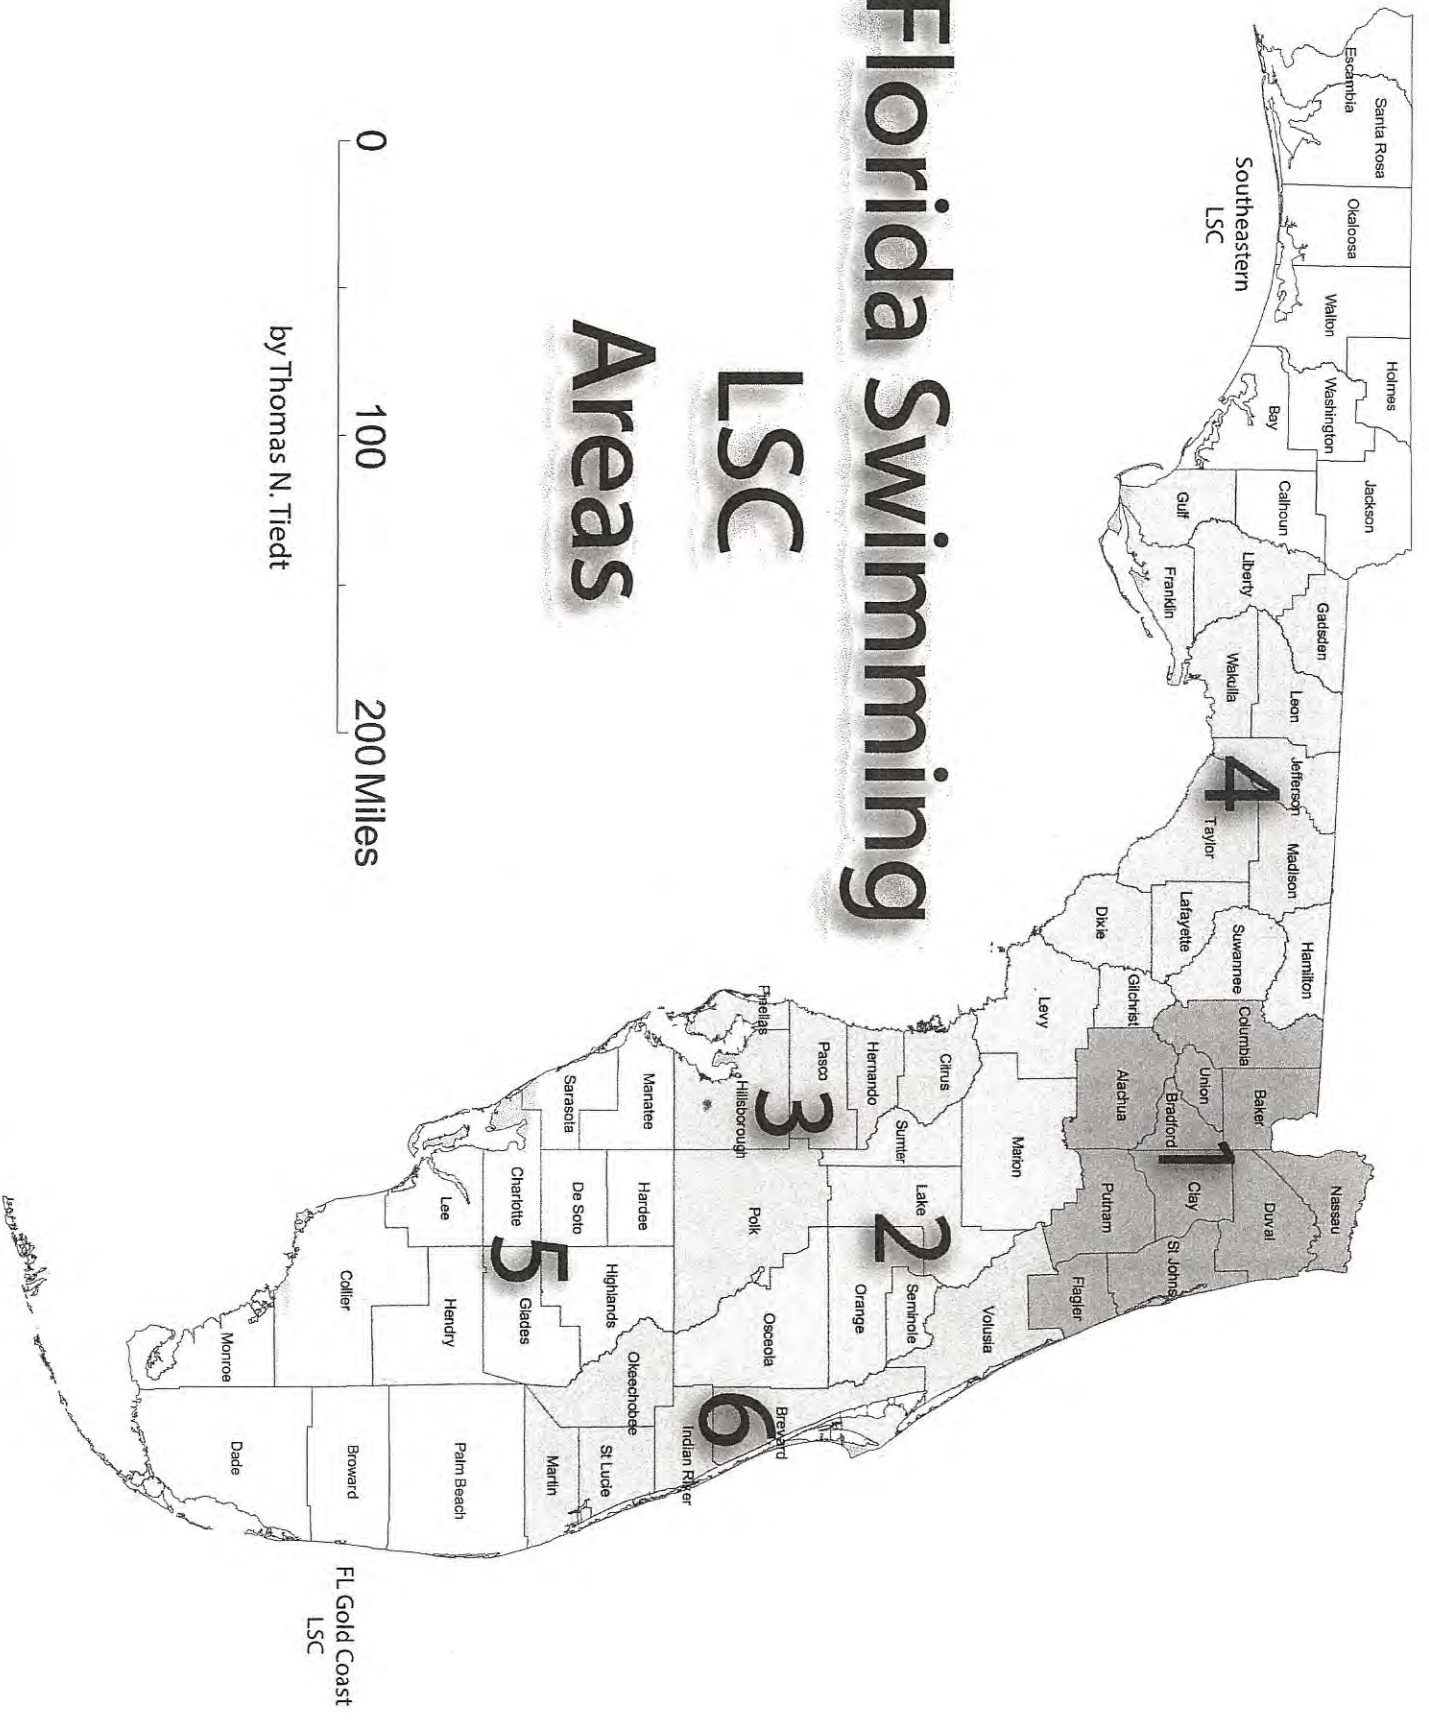 Florida Swimming
LSC
Areas
0
100
200 Miles
by Thomas N. Tiedt
Southeastern
LSC
FL Gold Coast
LSC
Escambia
Santa Rosa
Okaloosa
Walton
Holmes
Washington
Bay
Jackson
Calhoun
Gulf
Liberty
Franklin
Gadsden
Leon
Wakulla
Jefferson
4
Taylor
Madison
Hamilton
Suwannee
Lafayette
Dixie
Gilchrist
Levy
Columbia
Baker
Union
Bradford
Alachua
1
Nassau
Duval
Clay
St Johns
Putnam
Flagler
Marion
Citrus
Sumter
Hernando
Pasco
Pinellas
Hillsborough
3
Lake
2
Seminole
Orange
Volusia
Polk
Osceola
Brevard
6
Indian River
Okeechobee
St Lucie
Martin
Manatee
Sarasota
Hardee
De Soto
Highlands
Charlotte
5
Glades
Lee
Hendry
Collier
Monroe
Palm Beach
Broward
Dade